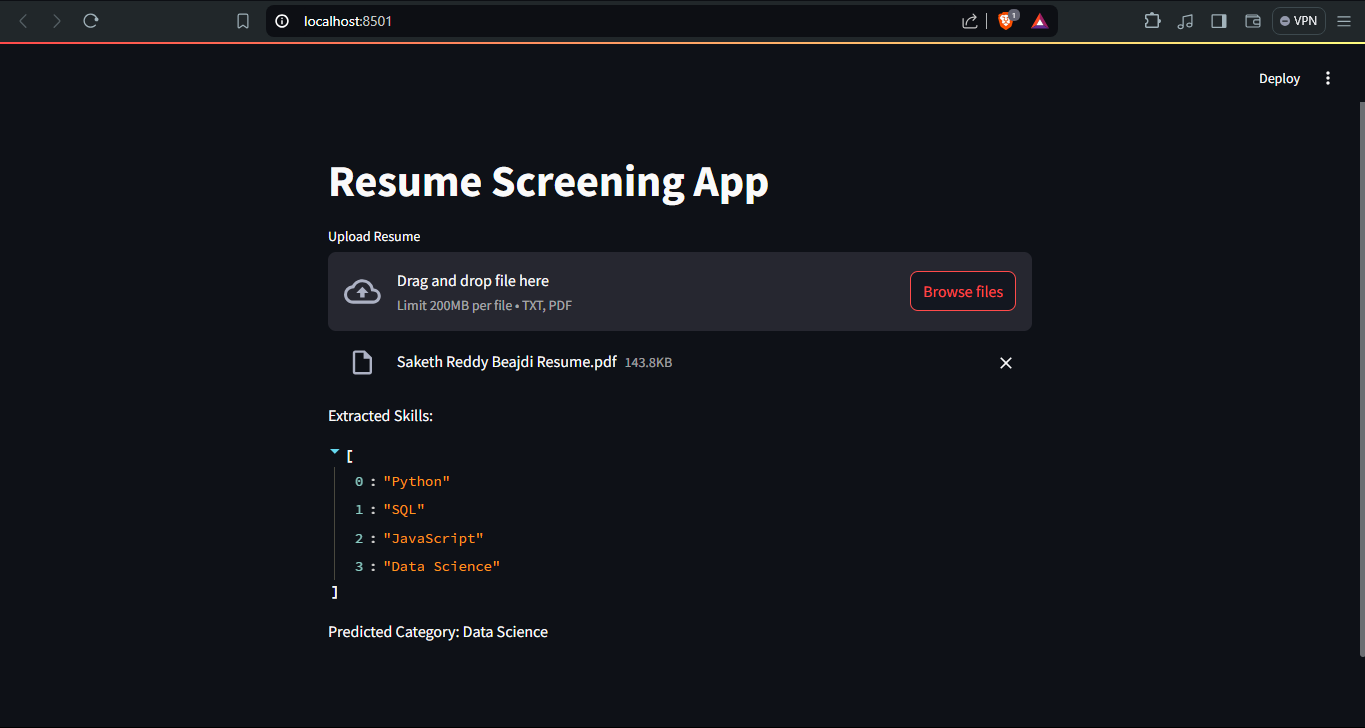 localhost:8501
1
VPN
Deploy
Resume Screening App
Upload Resume
Drag and drop file here
Limit 200MB per file • TXT, PDF
Browse files
Saketh Reddy Beajdi Resume.pdf 143.8KB
Extracted Skills:
[
0 : "Python"
1 : "SQL"
2 : "JavaScript"
3 : "Data Science"
]
Predicted Category: Data Science